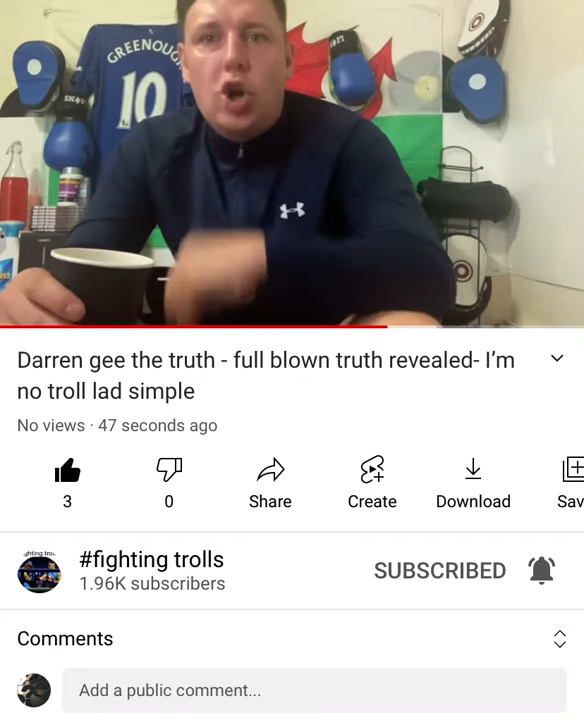 GREENOUG
10
Darren gee the truth - full blown truth revealed- I’m
no troll lad simple
No views · 47 seconds ago
3
0
Share
Create
Download
Sav
#fighting trolls
1.96K subscribers
SUBSCRIBED
Comments
Add a public comment...